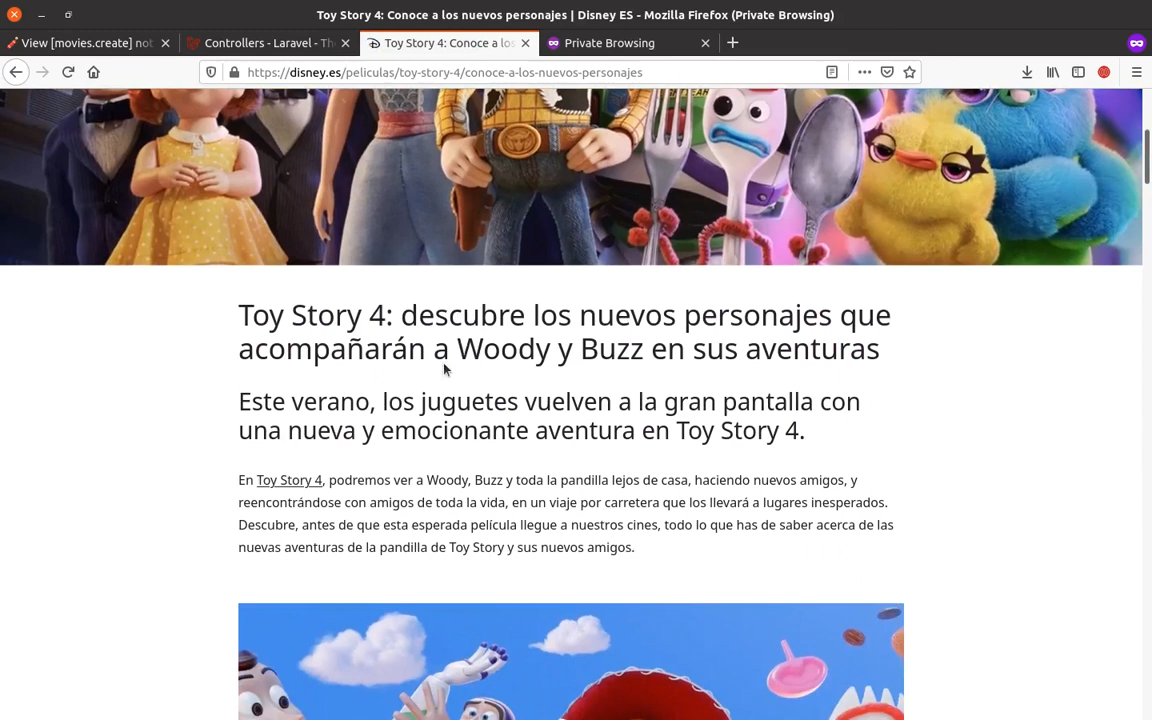 Toy Story 4: Conoce a los nuevos personajes | Disney ES - Mozilla Firefox (Private Browsing)
View [movies.create] not
Controllers - Laravel - Th
Toy Story 4: Conoce a los
Private Browsing
https://disney.es/peliculas/toy-story-4/conoce-a-los-nuevos-personajes
Toy Story 4: descubre los nuevos personajes que
acompañarán a Woody y Buzz en sus aventuras
Este verano, los juguetes vuelven a la gran pantalla con
una nueva y emocionante aventura en Toy Story 4.
En Toy Story 4, podremos ver a Woody, Buzz y toda la pandilla lejos de casa, haciendo nuevos amigos, y
reencontrándose con amigos de toda la vida, en un viaje por carretera que los llevará a lugares inesperados.
Descubre, antes de que esta esperada película llegue a nuestros cines, todo lo que has de saber acerca de las
nuevas aventuras de la pandilla de Toy Story y sus nuevos amigos.